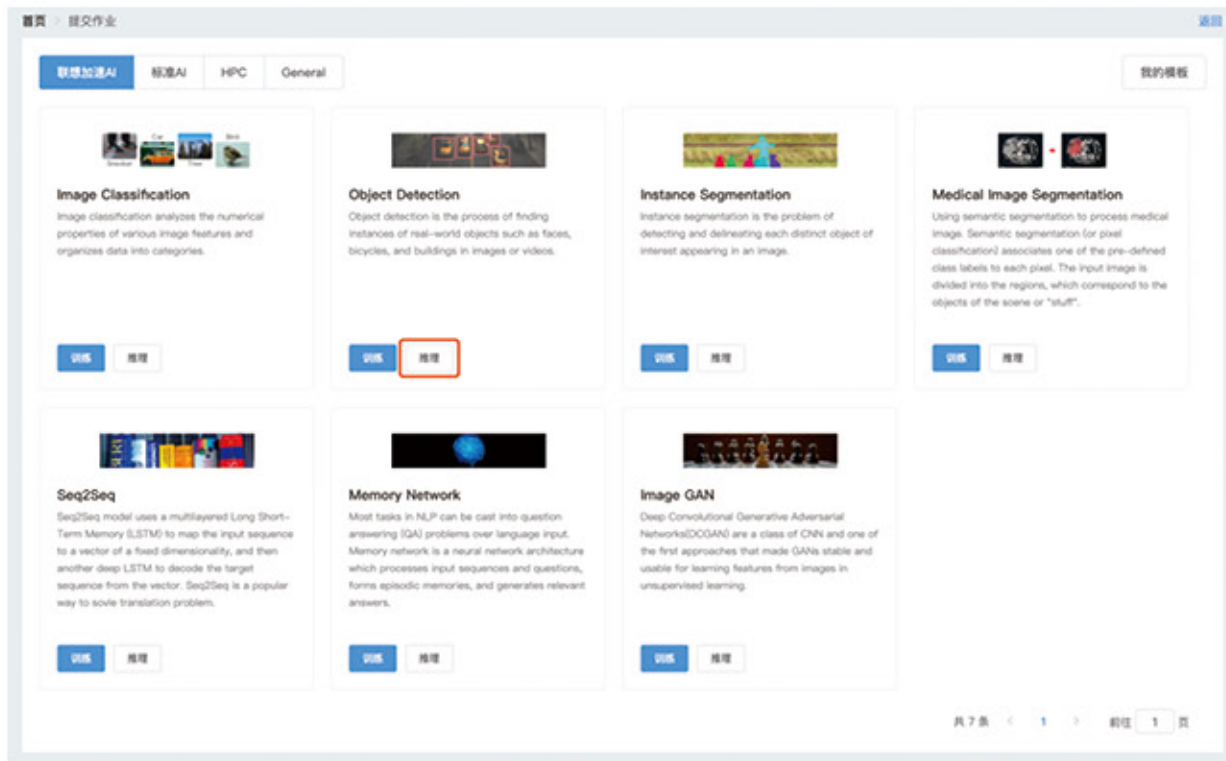 首页 > 提交作业
返回
联想加速AI 标准AI HPC General
我的模板
Shocker Car Tree Bird
Image Classification
Image classification analyzes the numerical
properties of various image features and
organizes data into categories.
训练 推理
Object Detection
Object detection is the process of finding
instances of real-world objects such as faces,
bicycles, and buildings in images or videos.
训练 推理
Instance Segmentation
Instance segmentation is the problem of
detecting and delineating each distinct object of
interest appearing in an image.
训练 推理
Medical Image Segmentation
Using semantic segmentation to process medical
image. Semantic segmentation (or pixel
classification) associates one of the pre-defined
class labels to each pixel. The input image is
divided into the regions, which correspond to the
objects of the scene or "stuff".
训练 推理
Seq2Seq
Seq2Seq model uses a multilayered Long Short-
Term Memory (LSTM) to map the input sequence
to a vector of a fixed dimensionality, and then
another deep LSTM to decode the target
sequence from the vector. Seq2Seq is a popular
way to sovle translation problem.
训练 推理
Memory Network
Most tasks in NLP can be cast into question
answering (QA) problems over language input.
Memory network is a neural network architecture
which processes input sequences and questions,
forms episodic memories, and generates relevant
answers.
训练 推理
Image GAN
Deep Convolutional Generative Adversarial
Networks(DCGAN) are a class of CNN and one of
the first approaches that made GANs stable and
usable for learning features from images in
unsupervised learning.
训练 推理
共 7 条 < 1 > 前往 1 页